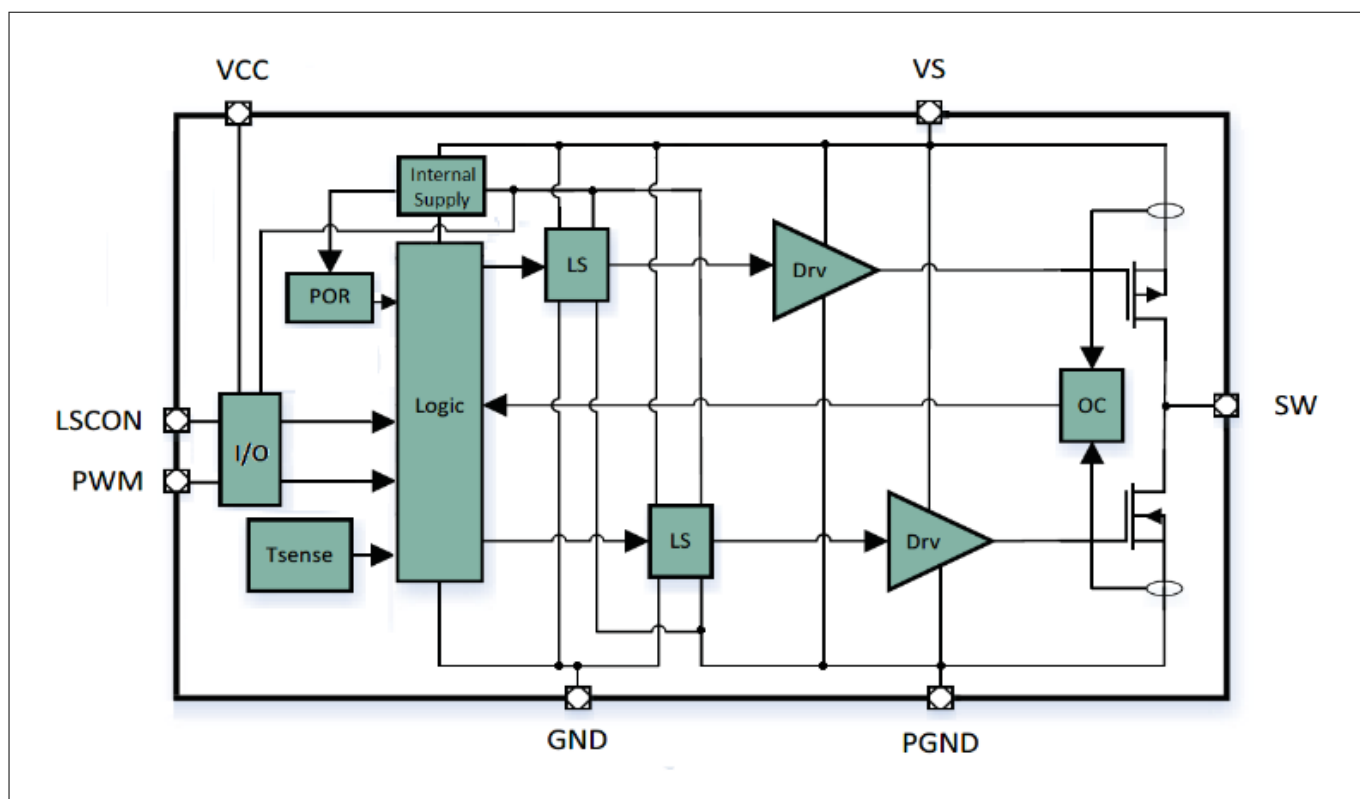 VCC
VS
Internal
Supply
LS
Drv
POR
Logic
OC
SW
LSCON
I/O
PWM
Tsense
LS
Drv
GND
PGND